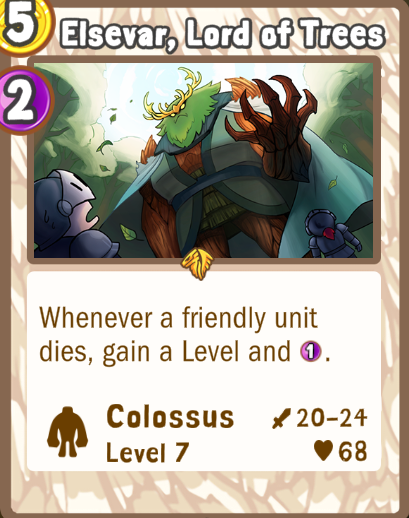 5
Elsevar, Lord of Trees
2
Whenever a friendly unit
dies, gain a Level and 1.
Colossus 20-24
Level 7 68